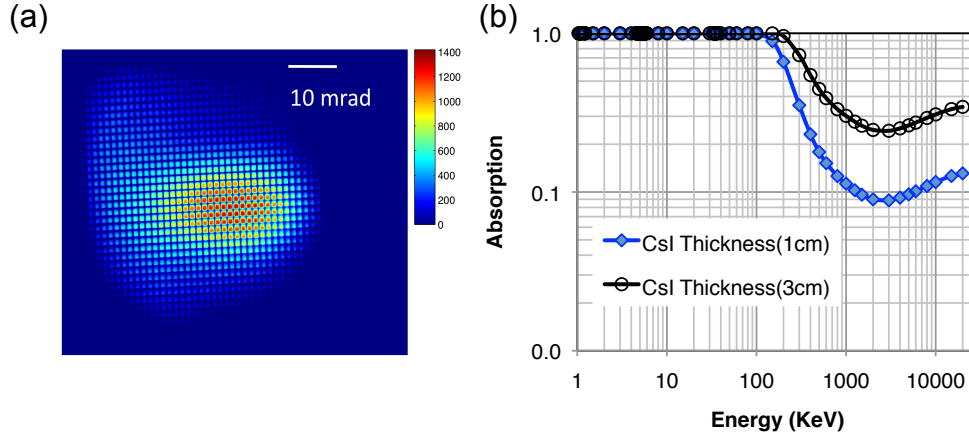 (a)
10 mrad
1400
1200
1000
800
600
400
200
0
(b)
Absorption
1.0
0.1
0.0
CsI Thickness(1cm)
CsI Thickness(3cm)
1
10
100
1000
10000
Energy (KeV)